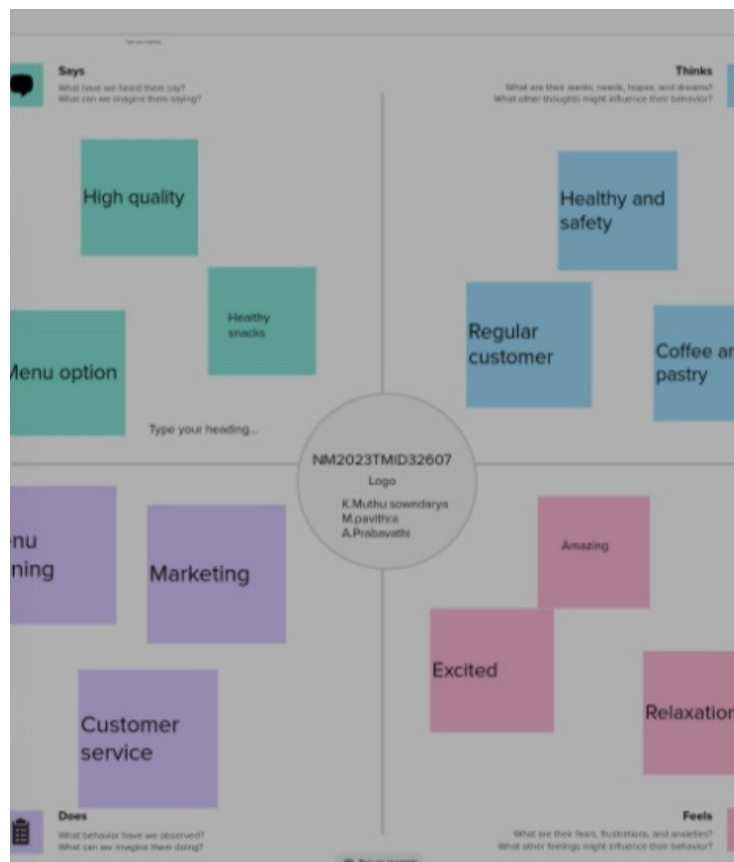 Says
What have we heard them say?
What can we imagine them saying?
Thinks
What are their wants, needs, hopes, and dreams?
What other thoughts might influence their behavior?
High quality
Healthy
snacks
Menu option
Type your heading...
Healthy and
safety
Regular
customer
Coffee ar
pastry
NM2023TMID32607
Logo
K.Muthu sowndarya
M.pavithra
A.Prabavathi
nu
ning
Marketing
Customer
service
Amazing
Excited
Relaxation
Does
What behavior have we observed?
What can we imagine them doing?
Feels
What are their fears, frustrations, and anxieties?
What other feelings might influence their behavior?